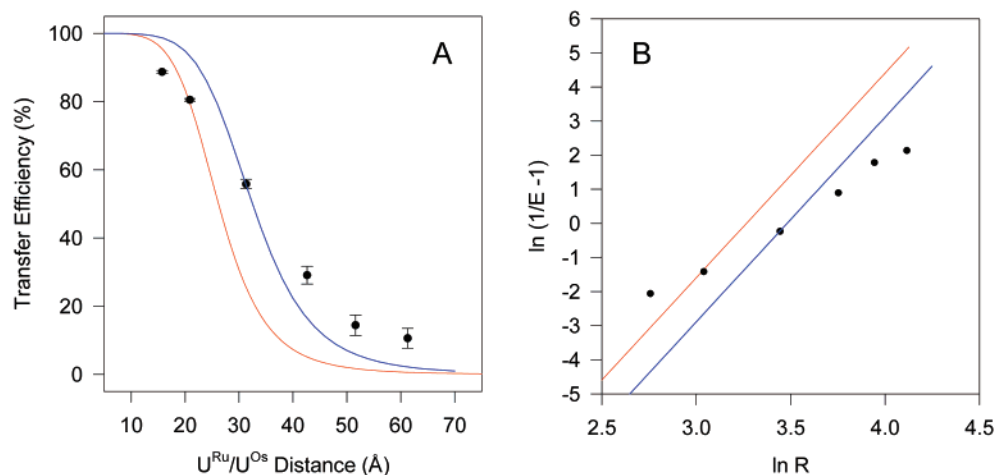 A
Transfer Efficiency (%)
100
80
60
40
20
0
10 20 30 40 50 60 70
U^Ru/U^Os Distance (Å)
B
ln (1/E -1)
6
5
4
3
2
1
0
-1
-2
-3
-4
-5
2.5 3.0 3.5 4.0 4.5
ln R